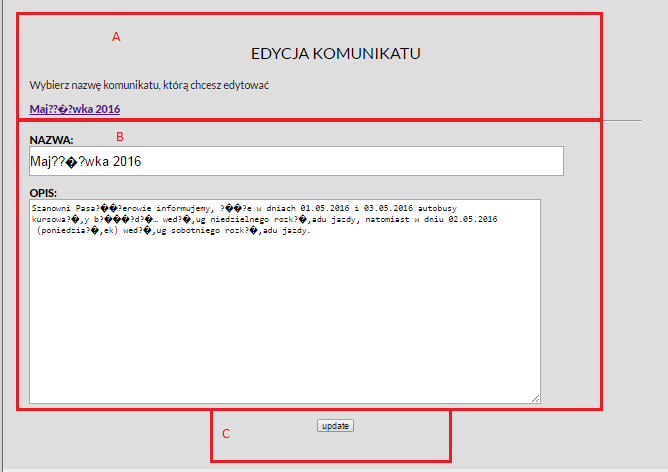 A
EDYCJA KOMUNIKATU
Wybierz nazwę komunikatu, którą chcesz edytować
Maj??�?wka 2016
B
NAZWA:
Maj??�?wka 2016
OPIS:
Szanowni Pasa?��?erowie informujemy, ?��?e w dniach 01.05.2016 i 03.05.2016 autobusy
kursowa?�‚y b?���?d?�… wed?�‚ug niedzielnego rozk?�‚adu jazdy, natomiast w dniu 02.05.2016
(poniedzia?�‚ek) wed?�‚ug sobotniego rozk?�‚adu jazdy.
update
C